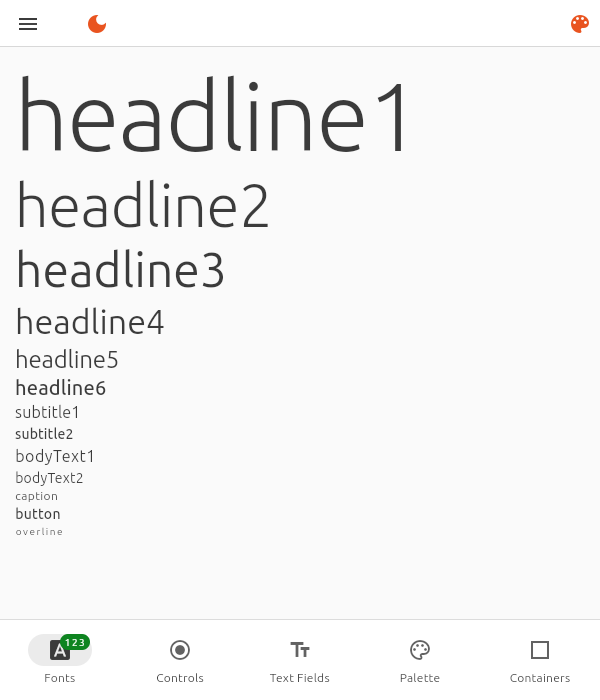 headline1
headline2
headline3
headline4
headline5
headline6
subtitle1
subtitle2
bodyText1
bodyText2
caption
button
overline
A 123
Fonts Controls Text Fields Palette Containers